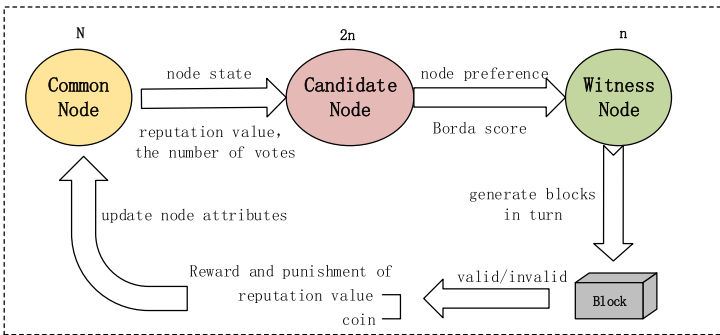 N
2n
n
Common
Node
node state
reputation value,
the number of votes
Candidate
Node
node preference
Borda score
Witness
Node
generate blocks
in turn
update node attributes
Reward and punishment of
reputation value
coin
valid/invalid
Block